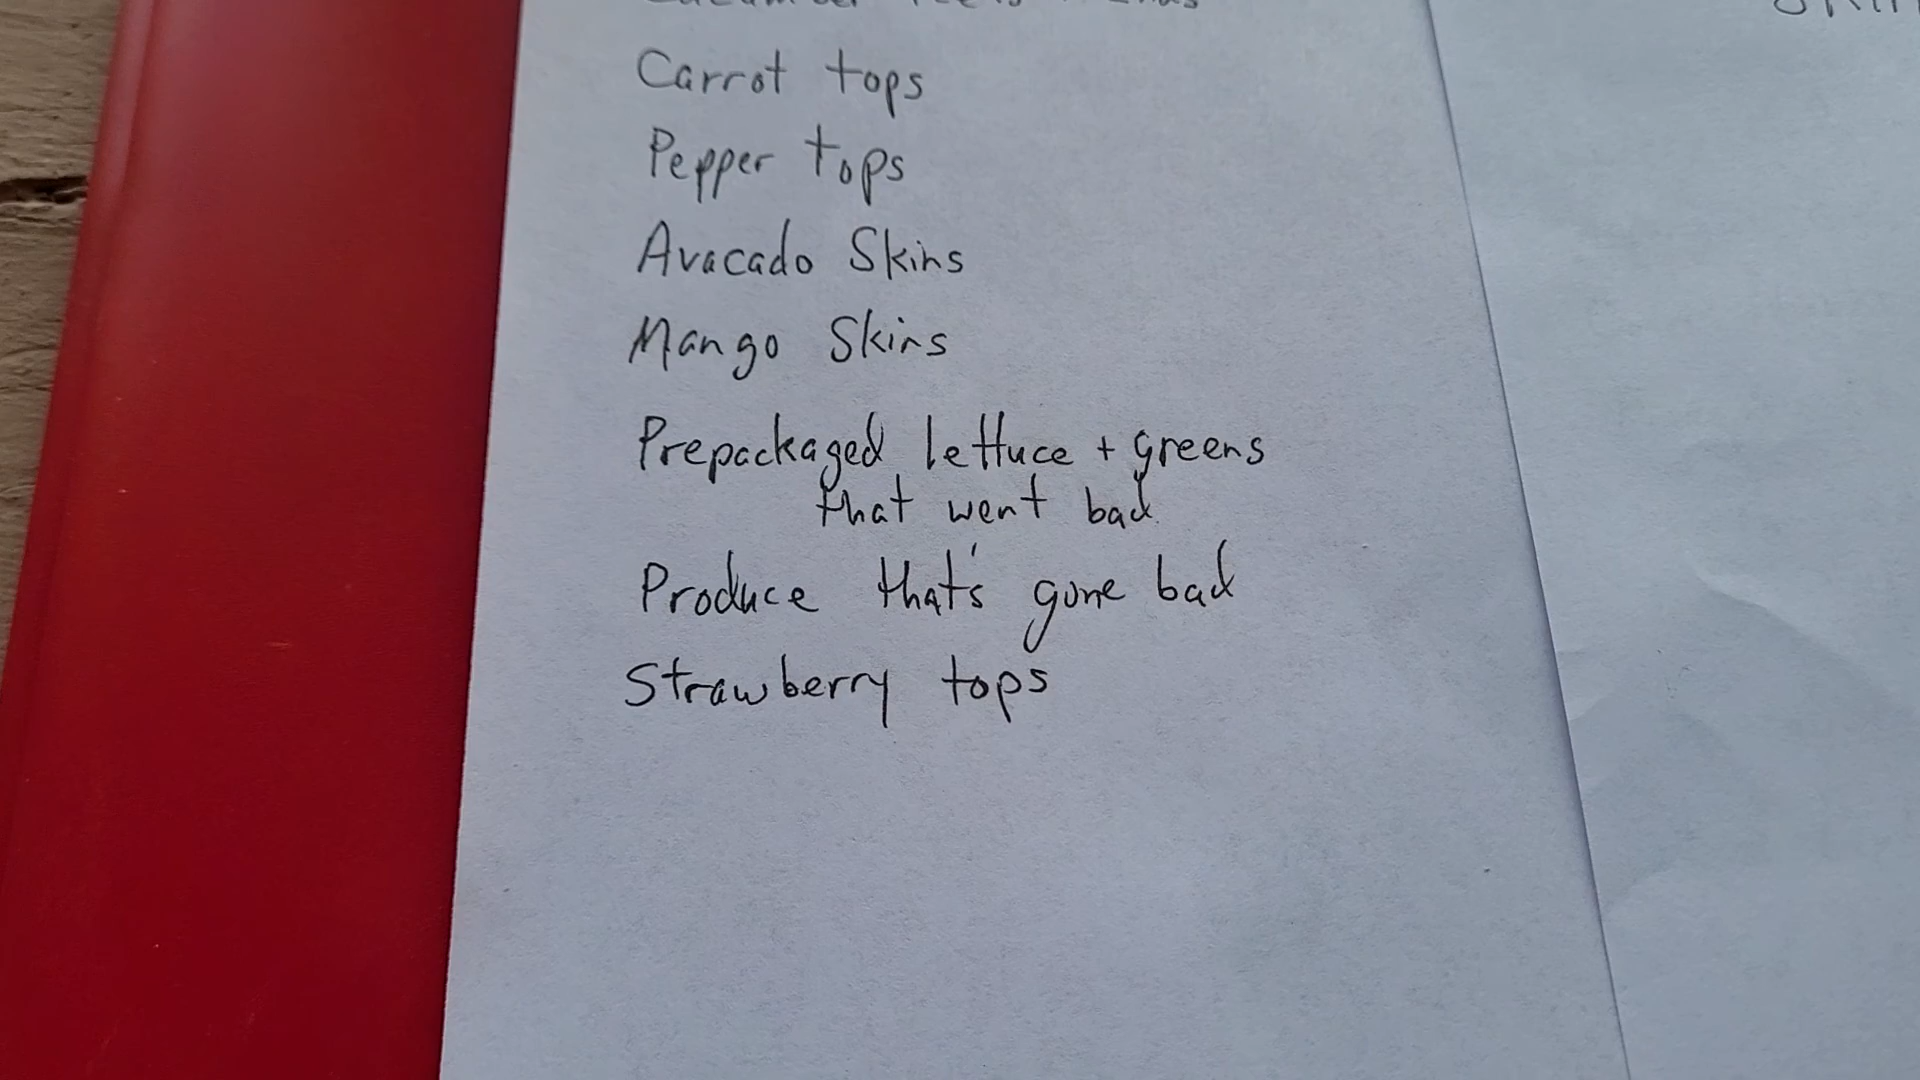 Carrot tops
Pepper tops
Avacado Skins
Mango Skins
Prepackaged lettuce + greens
that went bad.
Produce that's gone bad
Strawberry tops